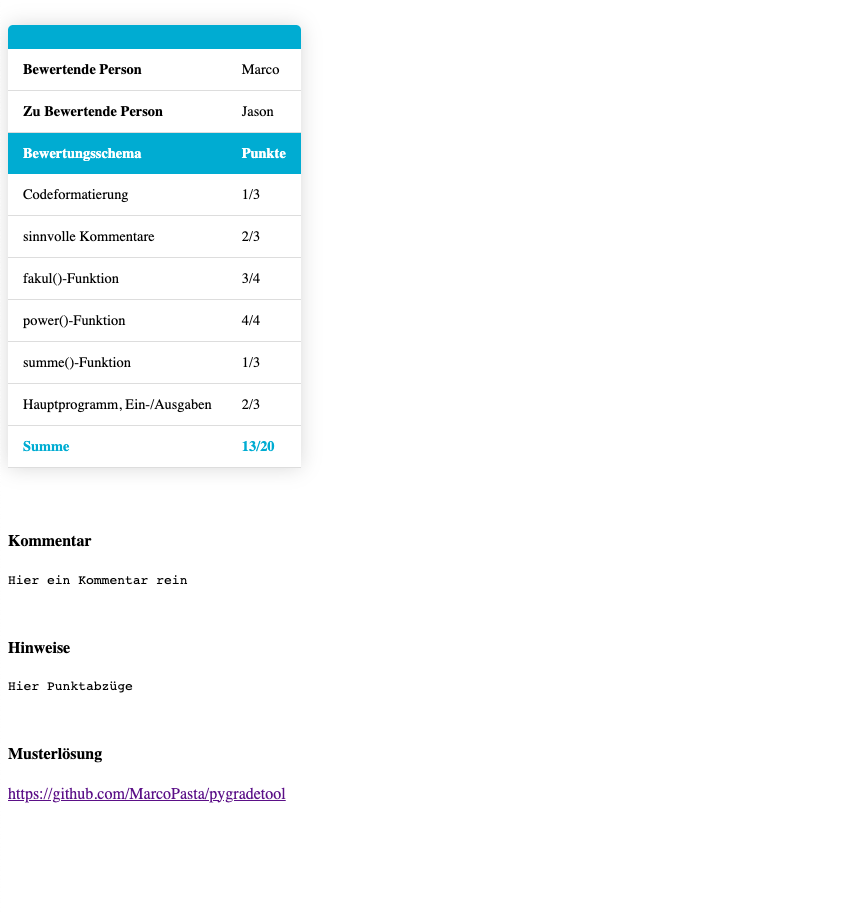 Bewertende Person Marco
Zu Bewertende Person Jason
Bewertungsschema Punkte
Codeformatierung 1/3
sinnvolle Kommentare 2/3
fakul()-Funktion 3/4
power()-Funktion 4/4
summe()-Funktion 1/3
Hauptprogramm, Ein-/Ausgaben 2/3
Summe 13/20
Kommentar
Hier ein Kommentar rein
Hinweise
Hier Punktabzüge
Musterlösung
https://github.com/MarcoPasta/pygradetool